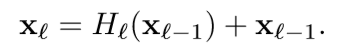 𝐱_ℓ = H_ℓ(𝐱_{ℓ−1}) + 𝐱_{ℓ−1}.